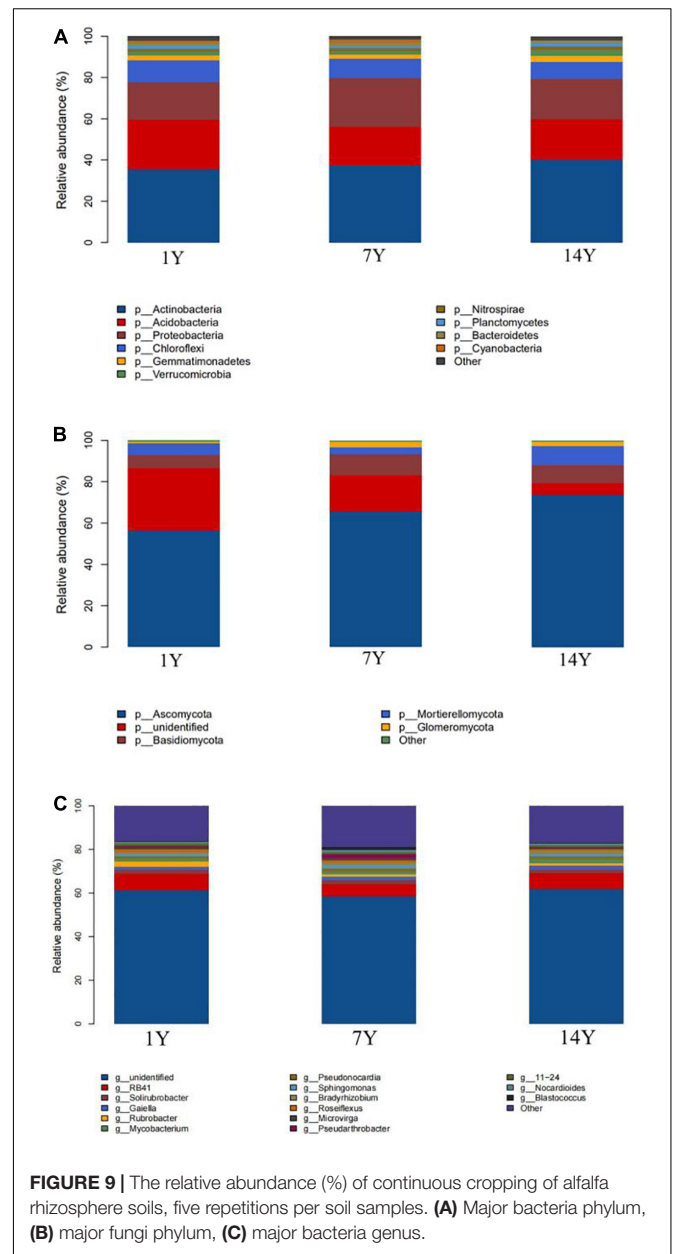 A
Relative abundance (%)
0 20 40 60 80 100
1Y 7Y 14Y
p__Actinobacteria
p__Acidobacteria
p__Proteobacteria
p__Chloroflexi
p__Gemmatimonadetes
p__Verrucomicrobia
p__Nitrospirae
p__Planctomycetes
p__Bacteroidetes
p__Cyanobacteria
Other
B
Relative abundance (%)
0 20 40 60 80 100
1Y 7Y 14Y
p__Ascomycota
p__unidentified
p__Basidiomycota
p__Mortierellomycota
p__Glomeromycota
Other
C
Relative abundance (%)
0 20 40 60 80 100
1Y 7Y 14Y
g__unidentified
g__RB41
g__Solirubrobacter
g__Gaiella
g__Rubrobacter
g__Mycobacterium
g__Pseudonocardia
g__Sphingomonas
g__Bradyrhizobium
g__Roseiflexus
g__Microvirga
g__Pseudarthrobacter
g__11-24
g__Nocardioides
g__Blastococcus
Other
FIGURE 9 | The relative abundance (%) of continuous cropping of alfalfa
rhizosphere soils, five repetitions per soil samples. (A) Major bacteria phylum,
(B) major fungi phylum, (C) major bacteria genus.